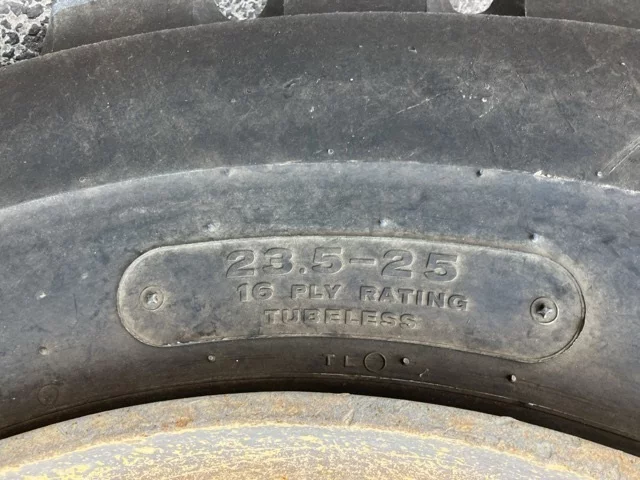 23.5-25
16 PLY RATING
TUBELESS
TL